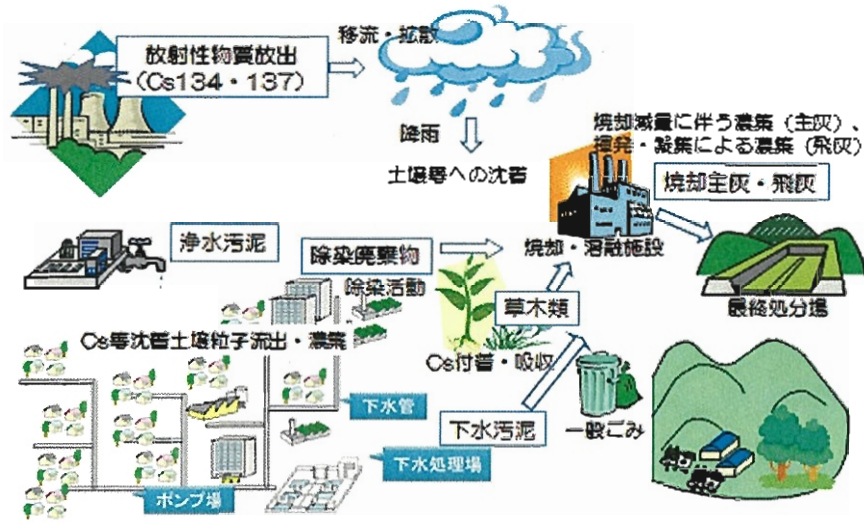 放射性物質放出
(Cs134・137)
移流・拡散
降雨
土壌等への沈着
焼却減量に伴う濃集(主灰)、
揮発・凝集による濃集(飛灰)
焼却主灰・飛灰
浄水汚泥
除染廃棄物
除染活動
焼却・溶融施設
最終処分場
草木類
Cs等沈着土壌粒子流出・濃集
Cs付着・吸収
下水管
下水汚泥
一般ごみ
下水処理場
ポンプ場